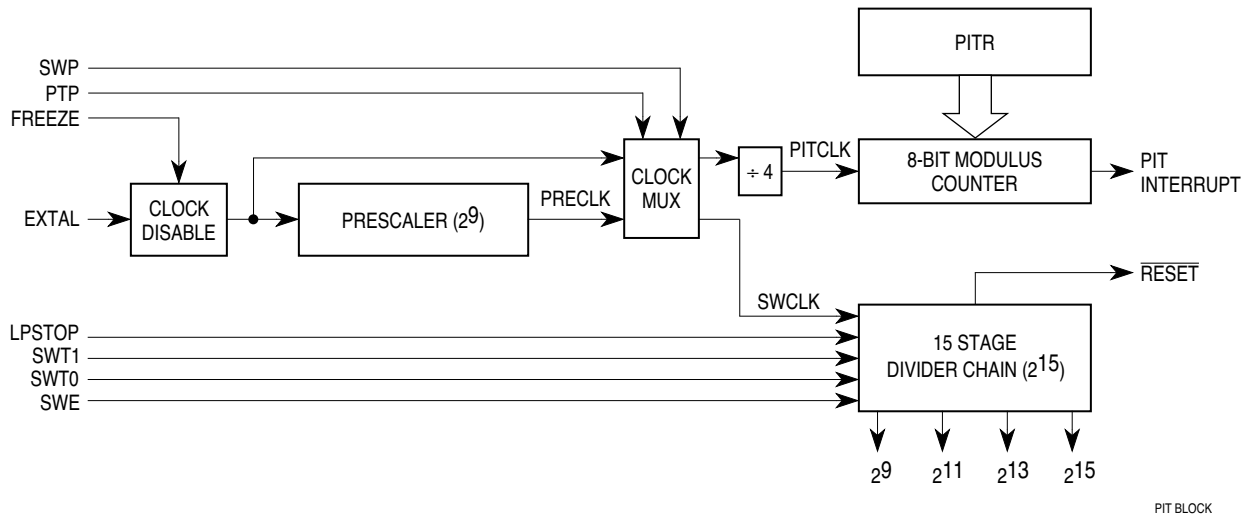 PITR
SWP
PTP
FREEZE
CLOCK
MUX
÷ 4
PITCLK
8-BIT MODULUS
COUNTER
PIT
INTERRUPT
EXTAL
CLOCK
DISABLE
PRESCALER (2⁹)
PRECLK
RESET
SWCLK
LPSTOP
SWT1
SWT0
SWE
15 STAGE
DIVIDER CHAIN (2¹⁵)
2⁹ 2¹¹ 2¹³ 2¹⁵
PIT BLOCK